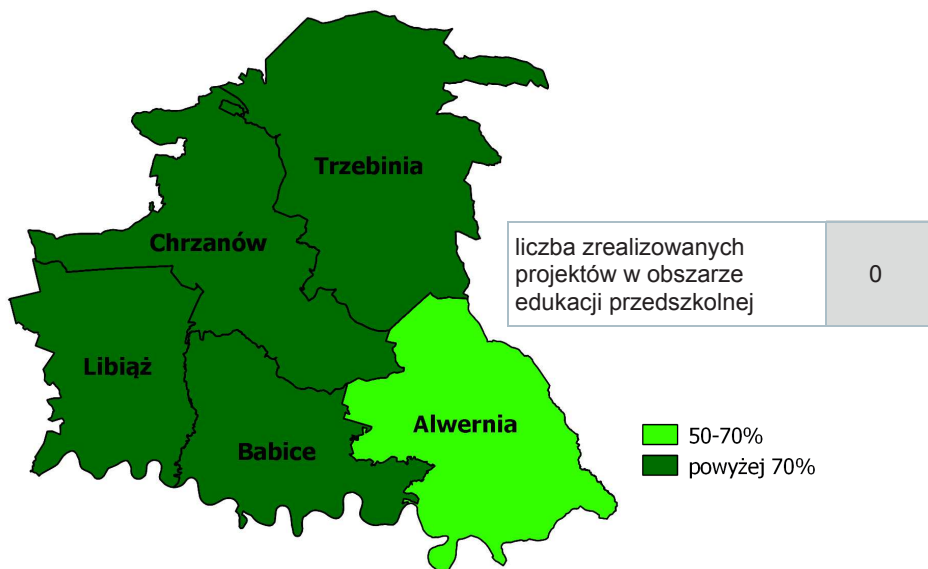 Trzebinia
Chrzanów
liczba zrealizowanych
projektów w obszarze
edukacji przedszkolnej
0
Libiąż
Babice
Alwernia
50-70%
powyżej 70%